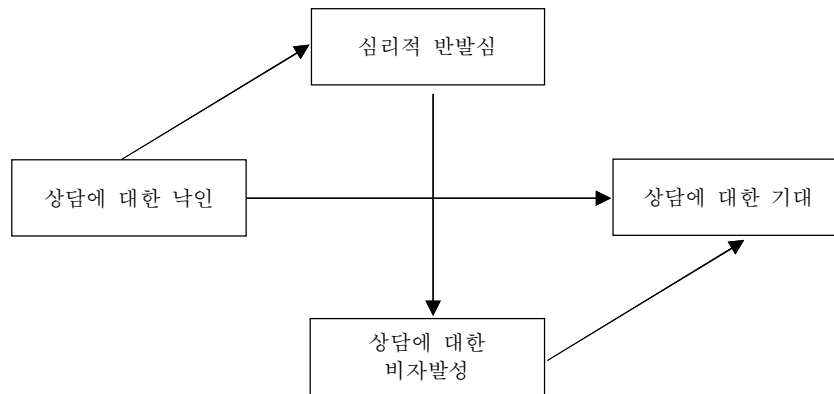 심리적 반발심
상담에 대한 낙인
상담에 대한 기대
상담에 대한
비자발성